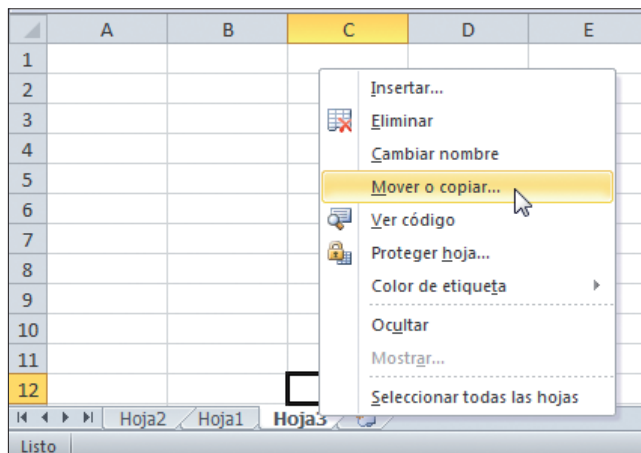 A B C D E
1
2
3
4
5
6
7
8
9
10
11
12
Insertar...
Eliminar
Cambiar nombre
Mover o copiar...
Ver código
Proteger hoja...
Color de etiqueta
Ocultar
Mostrar...
Seleccionar todas las hojas
Hoja2 Hoja1 Hoja3
Listo